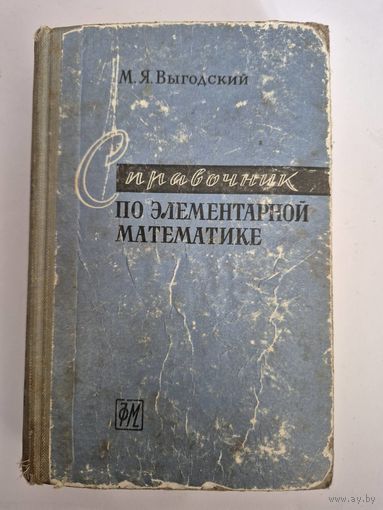 М. Я. Выгодский
Справочник
ПО ЭЛЕМЕНТАРНОЙ
МАТЕМАТИКЕ
ФМ
www.ay.by